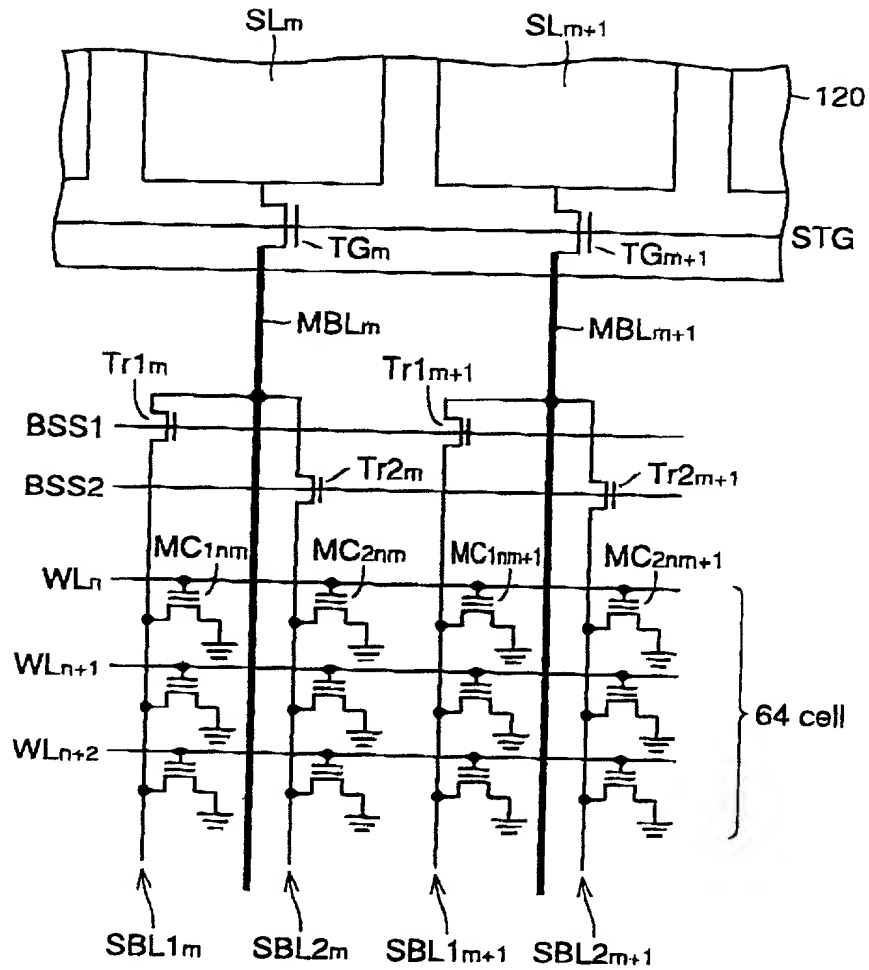 SLm SLm+1
120
STG
TGm TGm+1
MBLm MBLm+1
Tr1m Tr1m+1
BSS1
BSS2 Tr2m Tr2m+1
MC1nm MC2nm MC1nm+1 MC2nm+1
WLn
WLn+1
64 cell
WLn+2
SBL1m SBL2m SBL1m+1 SBL2m+1